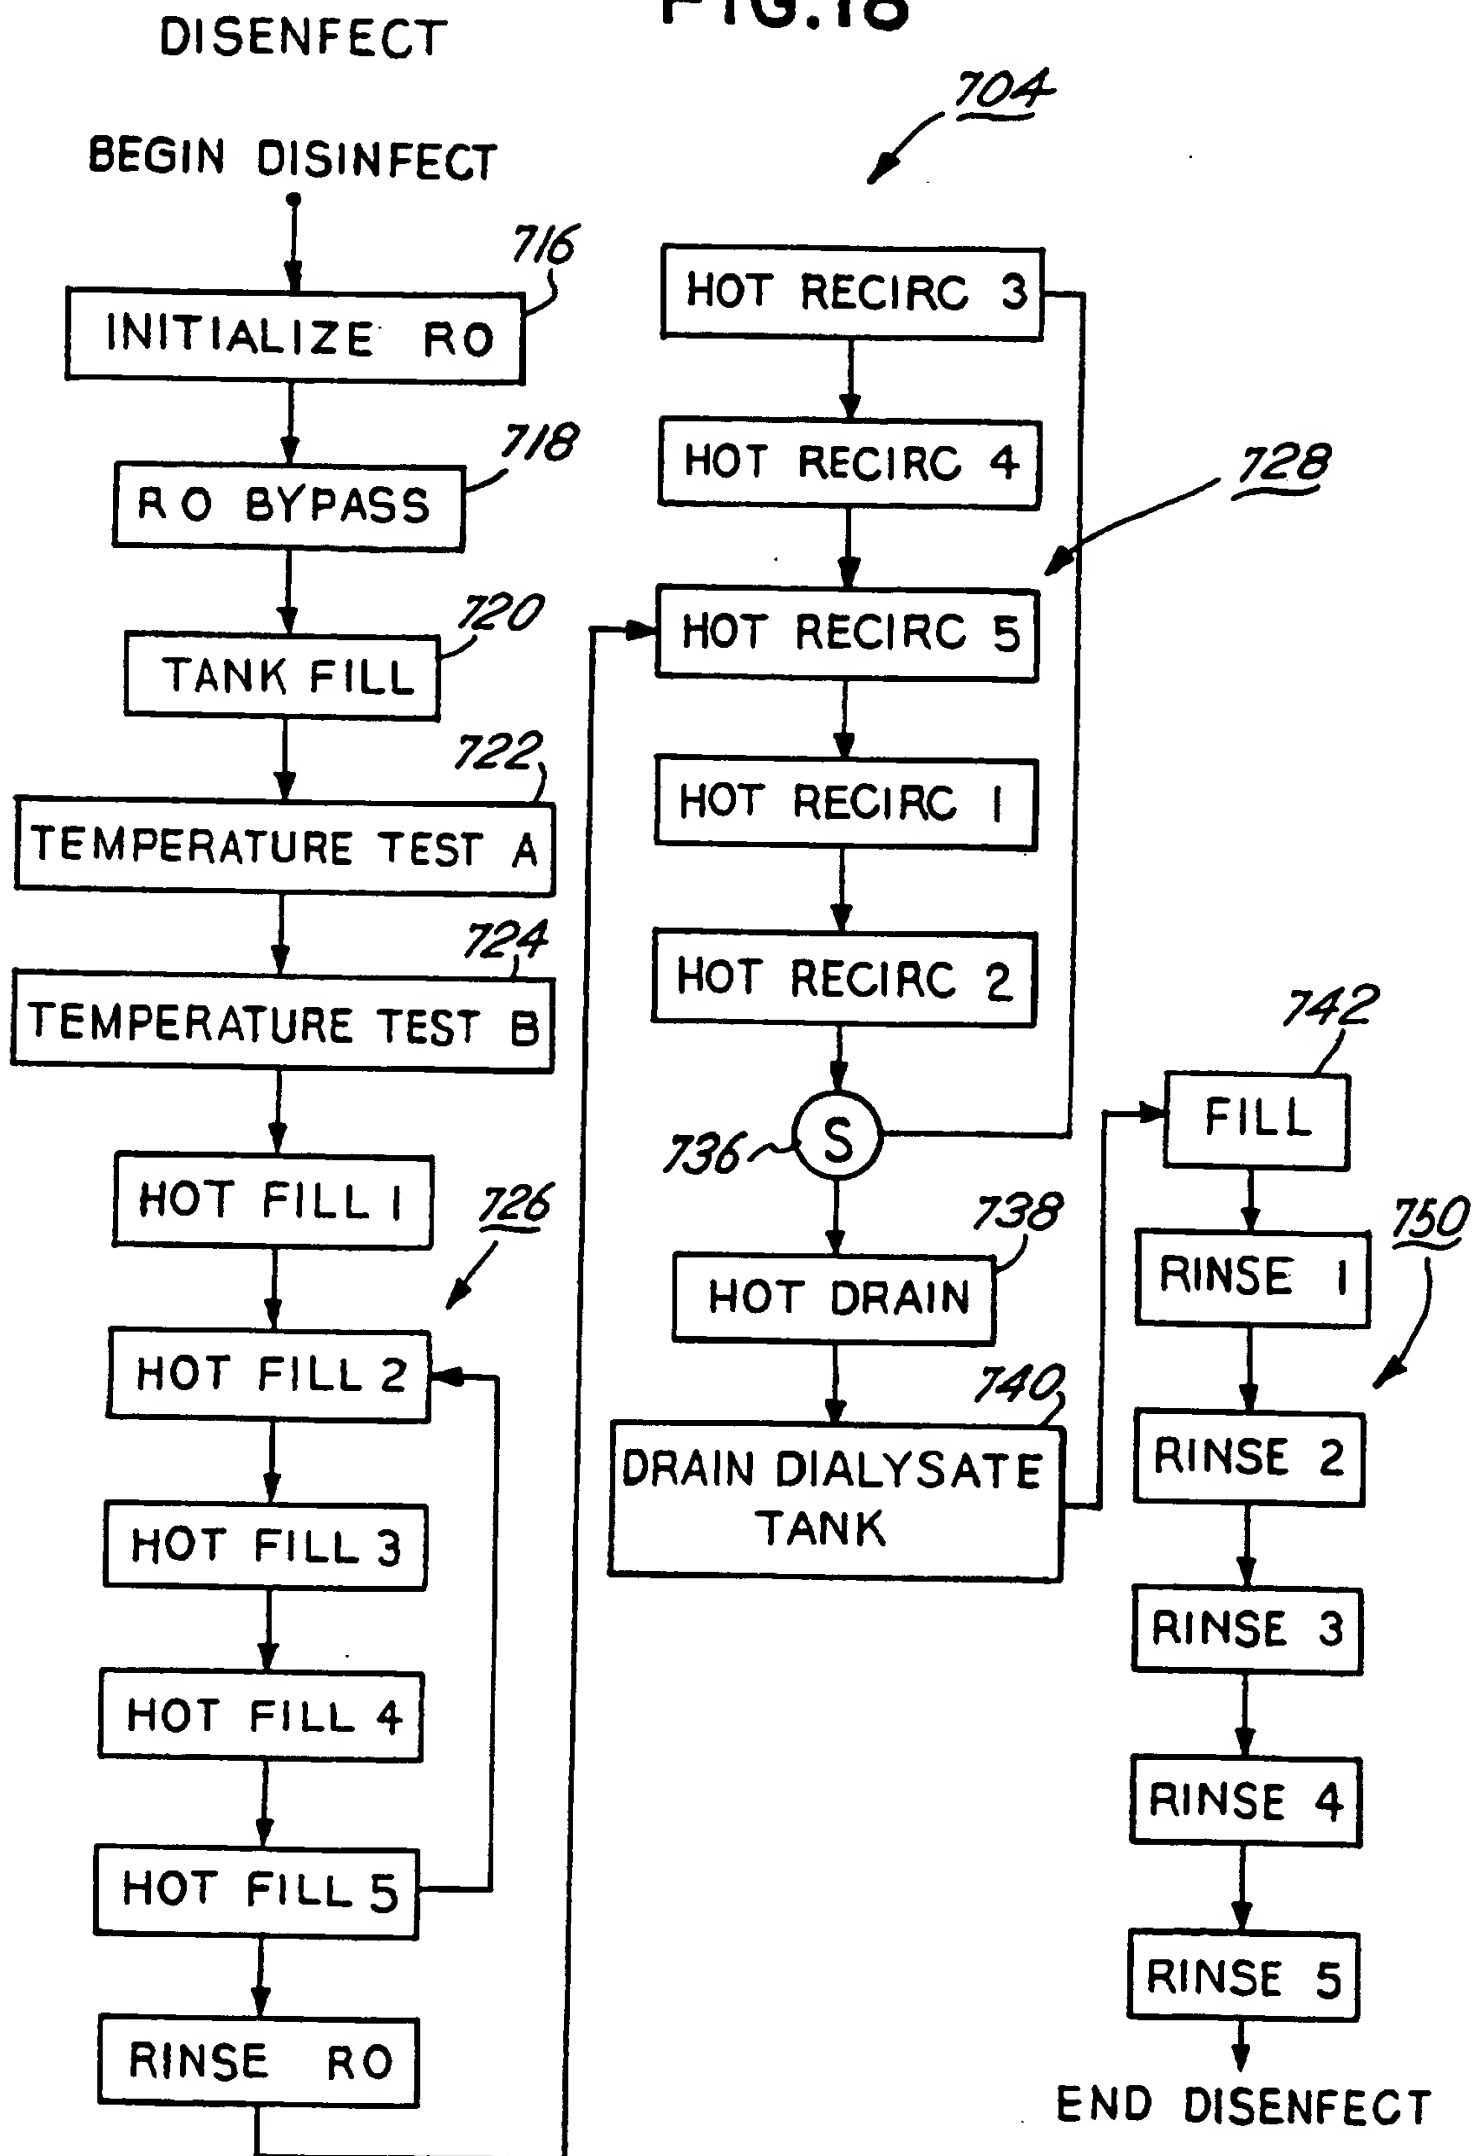 FIG.18
DISENFECT
BEGIN DISINFECT
716
INITIALIZE RO
718
RO BYPASS
720
TANK FILL
722
TEMPERATURE TEST A
724
TEMPERATURE TEST B
HOT FILL 1
726
HOT FILL 2
HOT FILL 3
HOT FILL 4
HOT FILL 5
RINSE RO
704
HOT RECIRC 3
HOT RECIRC 4
728
HOT RECIRC 5
HOT RECIRC 1
HOT RECIRC 2
736
S
738
HOT DRAIN
740
DRAIN DIALYSATE
TANK
742
FILL
750
RINSE 1
RINSE 2
RINSE 3
RINSE 4
RINSE 5
END DISENFECT